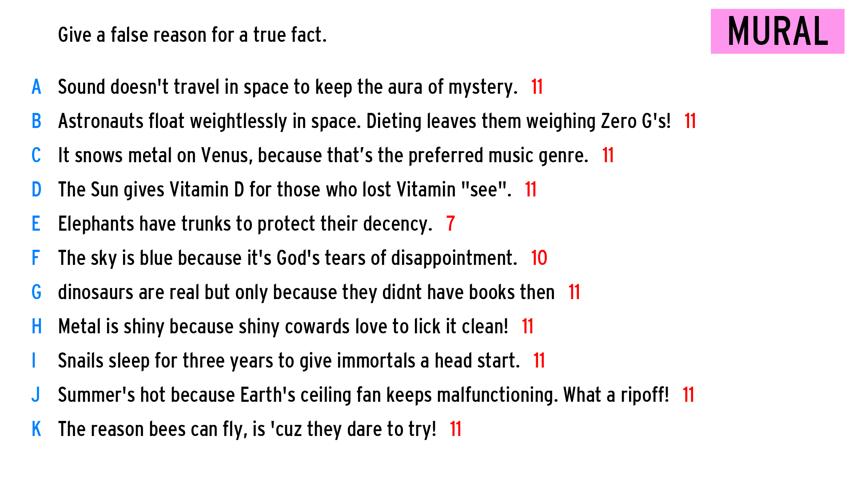 Give a false reason for a true fact.
MURAL
A Sound doesn't travel in space to keep the aura of mystery. 11
B Astronauts float weightlessly in space. Dieting leaves them weighing Zero G's! 11
C It snows metal on Venus, because that’s the preferred music genre. 11
D The Sun gives Vitamin D for those who lost Vitamin "see". 11
E Elephants have trunks to protect their decency. 7
F The sky is blue because it's God's tears of disappointment. 10
G dinosaurs are real but only because they didnt have books then 11
H Metal is shiny because shiny cowards love to lick it clean! 11
I Snails sleep for three years to give immortals a head start. 11
J Summer's hot because Earth's ceiling fan keeps malfunctioning. What a ripoff! 11
K The reason bees can fly, is 'cuz they dare to try! 11